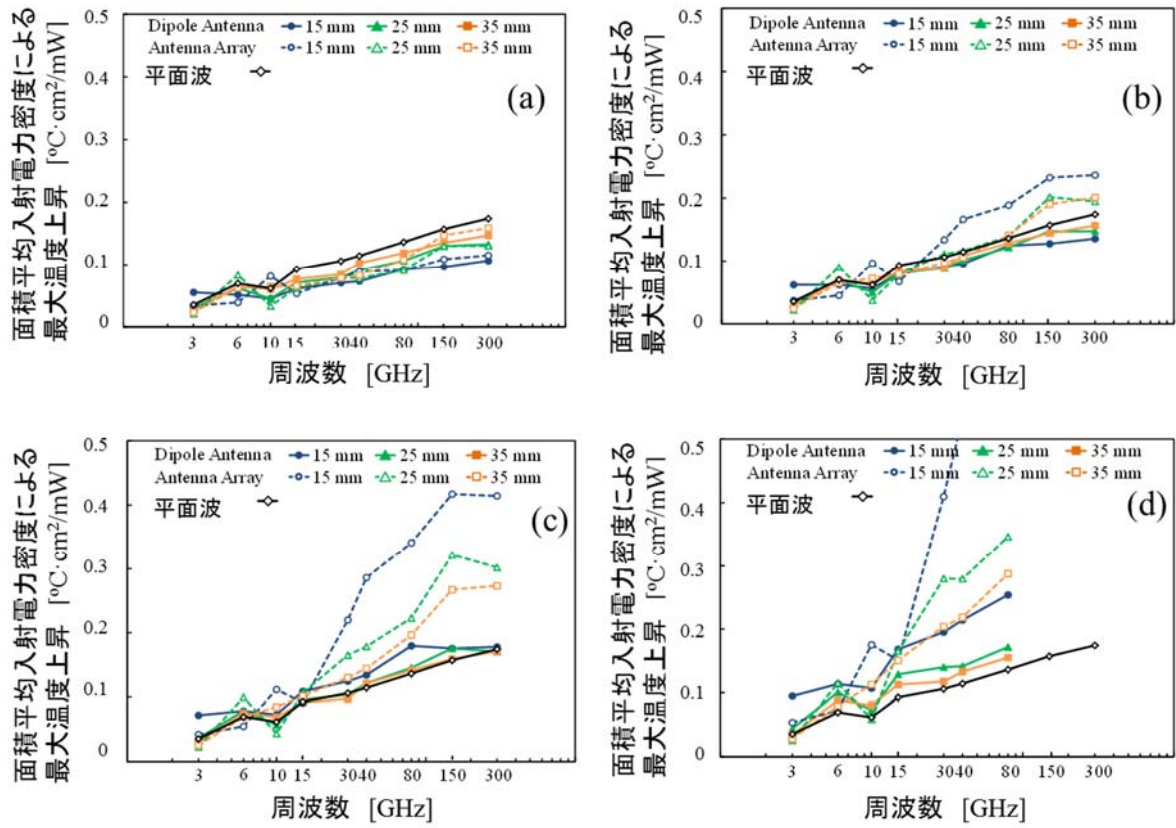 面積平均入射電力密度による
最大温度上昇 [ºC·cm²/mW]
0.5
0.4
0.3
0.2
0.1
0
Dipole Antenna 15 mm 25 mm 35 mm
Antenna Array 15 mm 25 mm 35 mm
平面波
(a)
3 6 10 15 3040 80 150 300
周波数 [GHz]
面積平均入射電力密度による
最大温度上昇 [ºC·cm²/mW]
0.5
0.4
0.3
0.2
0.1
0
Dipole Antenna 15 mm 25 mm 35 mm
Antenna Array 15 mm 25 mm 35 mm
平面波
(b)
3 6 10 15 3040 80 150 300
周波数 [GHz]
面積平均入射電力密度による
最大温度上昇 [ºC·cm²/mW]
0.5
0.4
0.3
0.2
0.1
0
Dipole Antenna 15 mm 25 mm 35 mm
Antenna Array 15 mm 25 mm 35 mm
平面波
(c)
3 6 10 15 3040 80 150 300
周波数 [GHz]
面積平均入射電力密度による
最大温度上昇 [ºC·cm²/mW]
0.5
0.4
0.3
0.2
0.1
0
Dipole Antenna 15 mm 25 mm 35 mm
Antenna Array 15 mm 25 mm 35 mm
平面波
(d)
3 6 10 15 3040 80 150 300
周波数 [GHz]